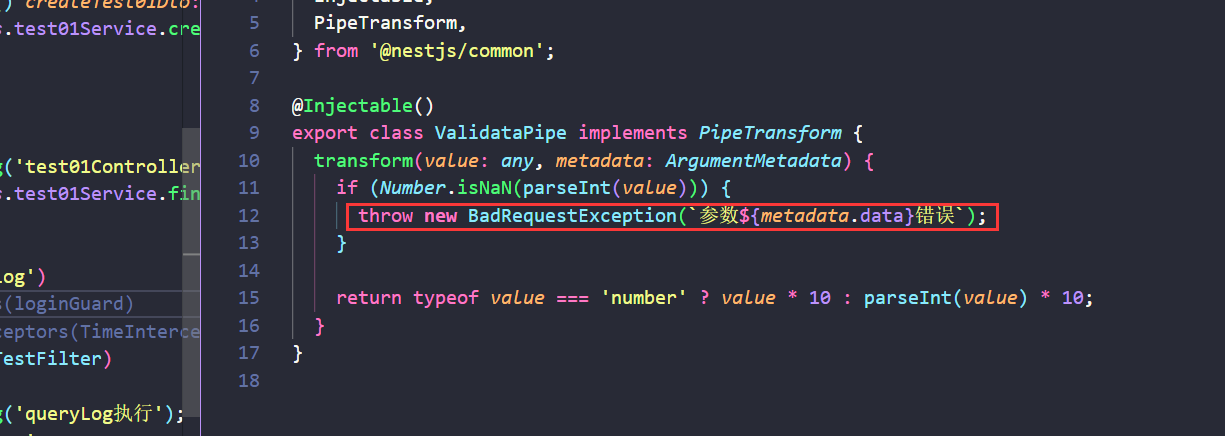 () createTest01Dto:
s.test01Service.cre
g('test01Controller
s.test01Service.fin
Log')
s(loginGuard)
ceptors(TimeInterce
TestFilter)
g('queryLog执行');
5 PipeTransform,
6 } from '@nestjs/common';
7
8 @Injectable()
9 export class ValidataPipe implements PipeTransform {
10 transform(value: any, metadata: ArgumentMetadata) {
11 if (Number.isNaN(parseInt(value))) {
12 throw new BadRequestException(`参数${metadata.data}错误`);
13 }
14
15 return typeof value === 'number' ? value * 10 : parseInt(value) * 10;
16 }
17 }
18